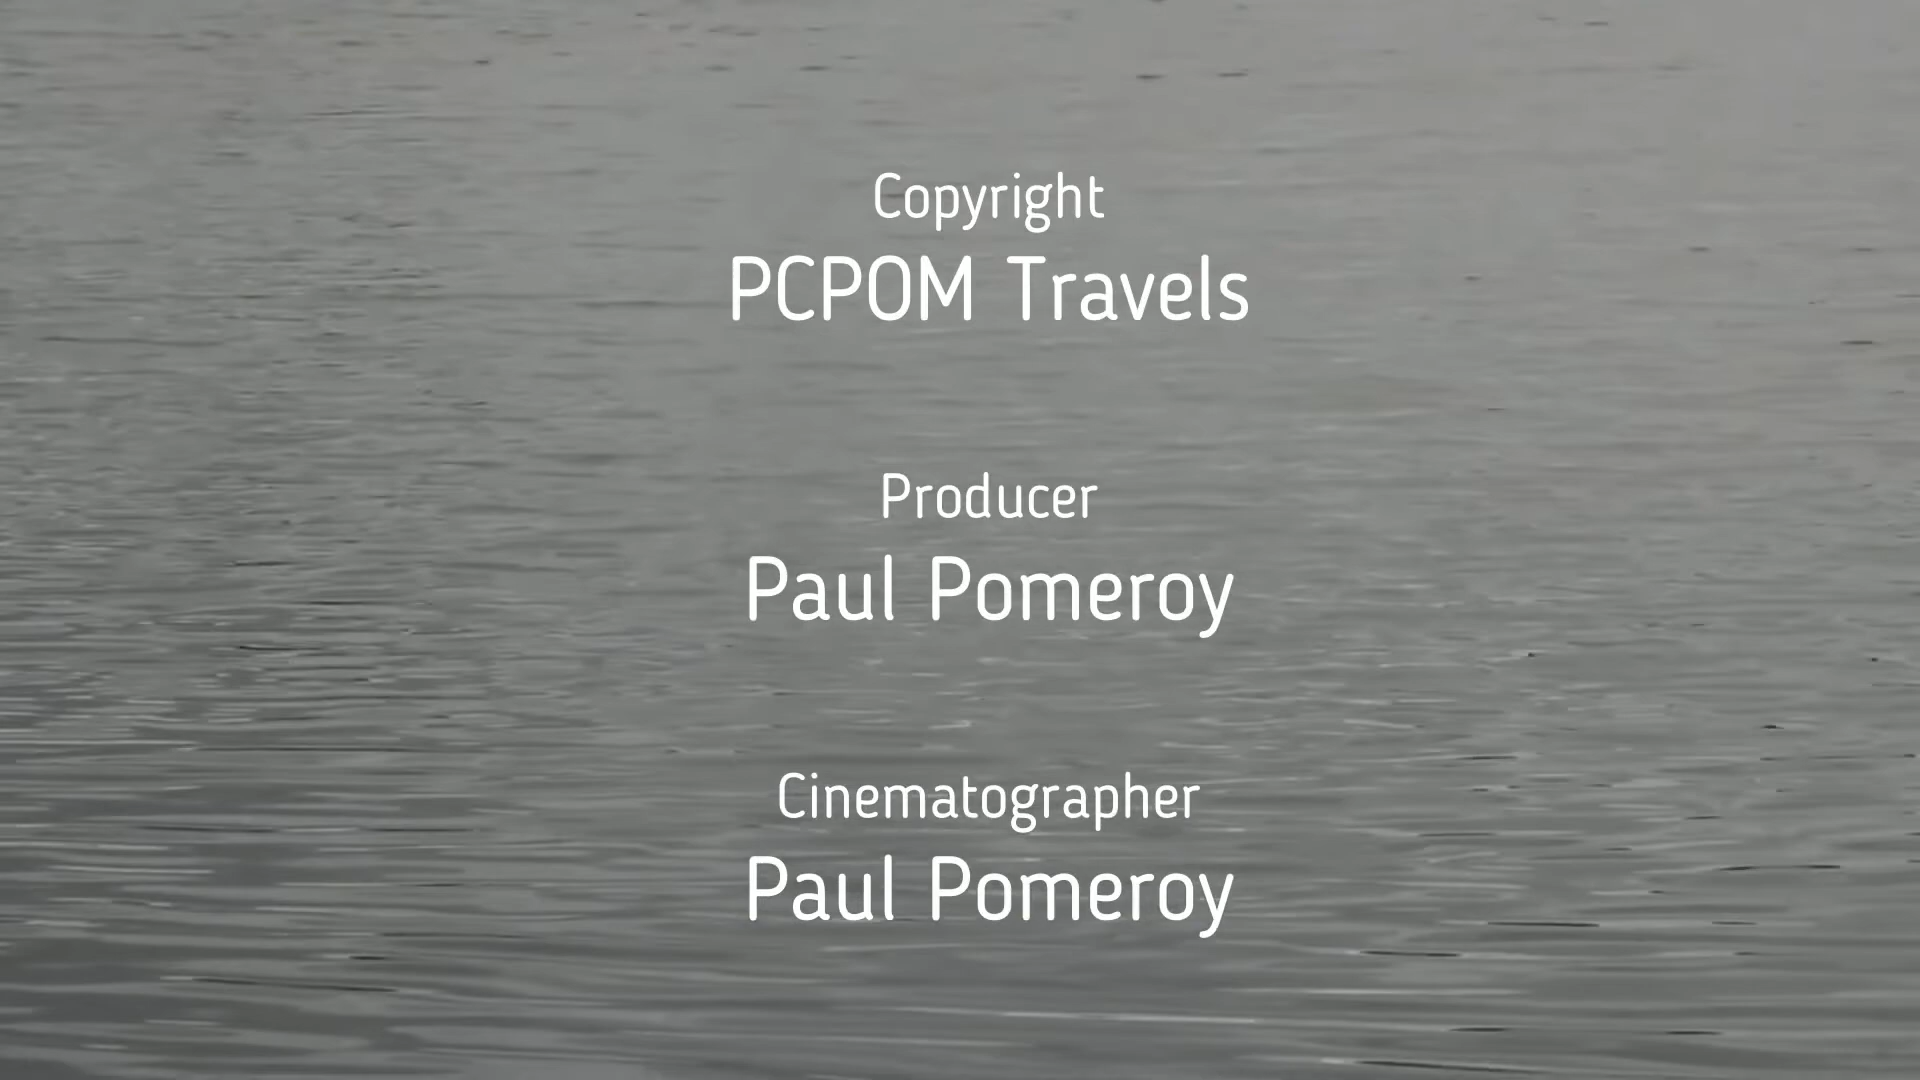 Copyright
PCPOM Travels
Producer
Paul Pomeroy
Cinematographer
Paul Pomeroy